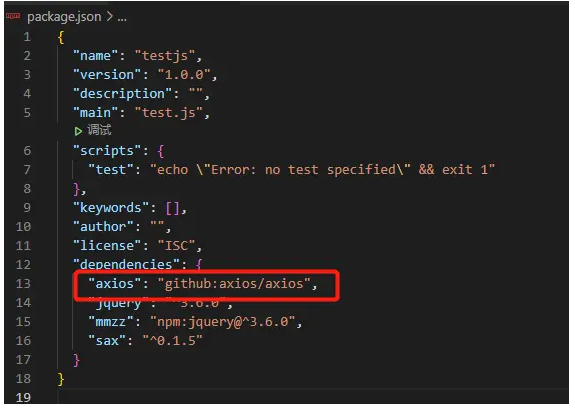 package.json > ...
1 {
2 "name": "testjs",
3 "version": "1.0.0",
4 "description": "",
5 "main": "test.js",
调试
6 "scripts": {
7 "test": "echo \"Error: no test specified\" && exit 1"
8 },
9 "keywords": [],
10 "author": "",
11 "license": "ISC",
12 "dependencies": {
13 "axios": "github:axios/axios",
14 "jquery": "^3.6.0",
15 "mmzz": "npm:jquery@^3.6.0",
16 "sax": "^0.1.5"
17 }
18 }
19